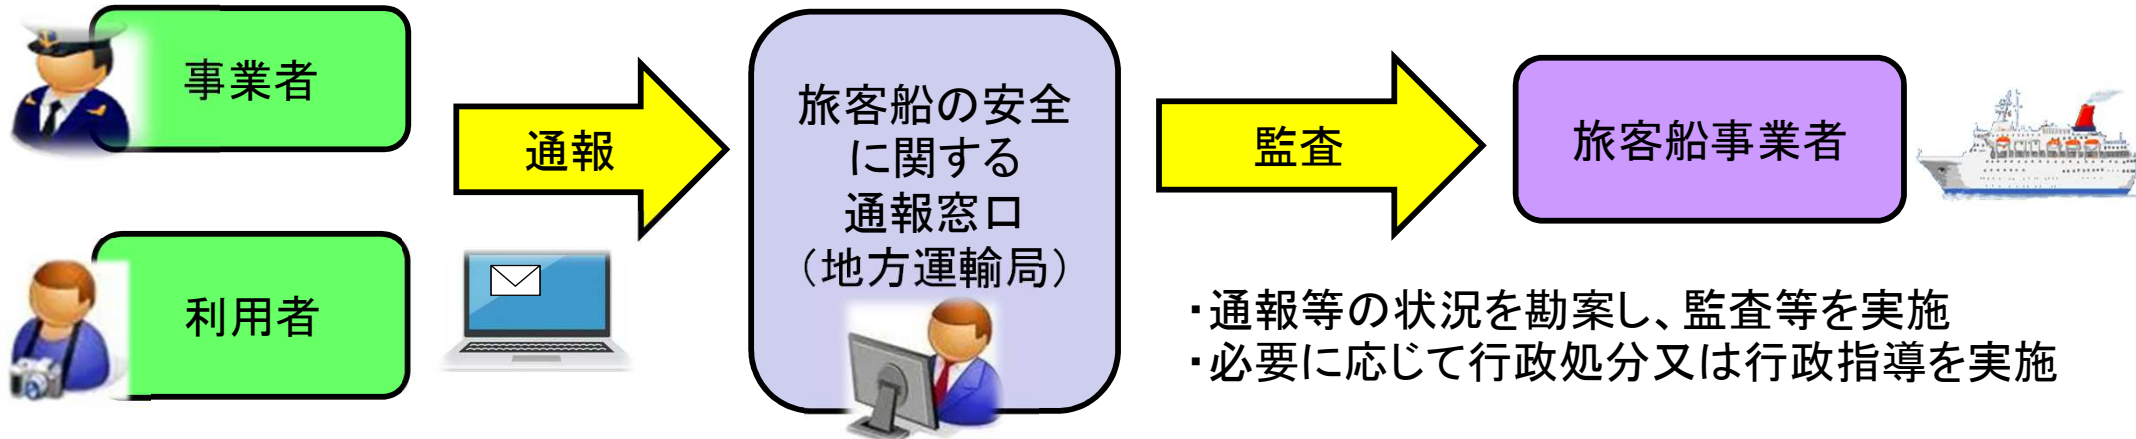 事業者
利用者
通報
旅客船の安全
に関する
通報窓口
（地方運輸局）
監査
旅客船事業者
・通報等の状況を勘案し、監査等を実施
・必要に応じて行政処分又は行政指導を実施